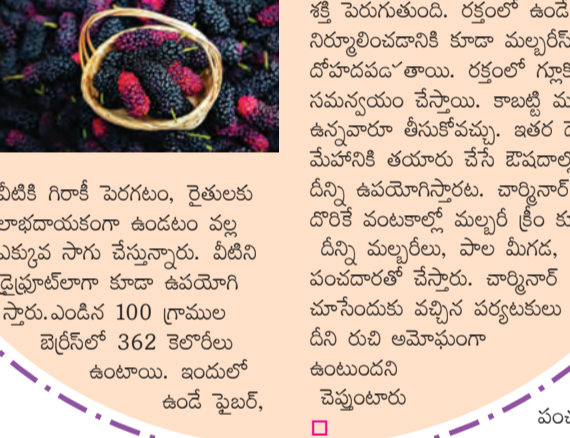 వీటికి గిరాకీ పెరగటం, రైతులకు
లాభదాయకంగా ఉండటం వల్ల
ఎక్కువ సాగు చేస్తున్నారు. వీటిని
డ్రైఫ్రూట్‌లాగా కూడా ఉపయోగి
స్తారు.ఎండిన 100 గ్రాముల
బెర్రీస్‌లో 362 కెలోరీలు
ఉంటాయి. ఇందులో
ఉండే ఫైబర్,
శక్తి పెరుగుతుంది. రక్తంలో ఉండే
నిర్మూలించడానికి కూడా మల్బరీస్
దోహదపడతాయి. రక్తంలో
సమన్వయం చేస్తాయి. కాబట్టి
ఉన్నవారూ తీసుకోవచ్చు. ఇతర
మేహానికి తయారు చేసే
దీన్ని ఉపయోగిస్తారట. చార్మినార్
దొరికే వంటకాల్లో మల్బరీ క్రీం
దీన్ని మల్బరీలు, పాల మీగడ,
పంచదారతో చేస్తారు. చార్మినార్
చూసేందుకు వచ్చిన పర్యటకులు
దీని రుచి అమోఘంగా
ఉంటుందని
చెప్తుంటారు